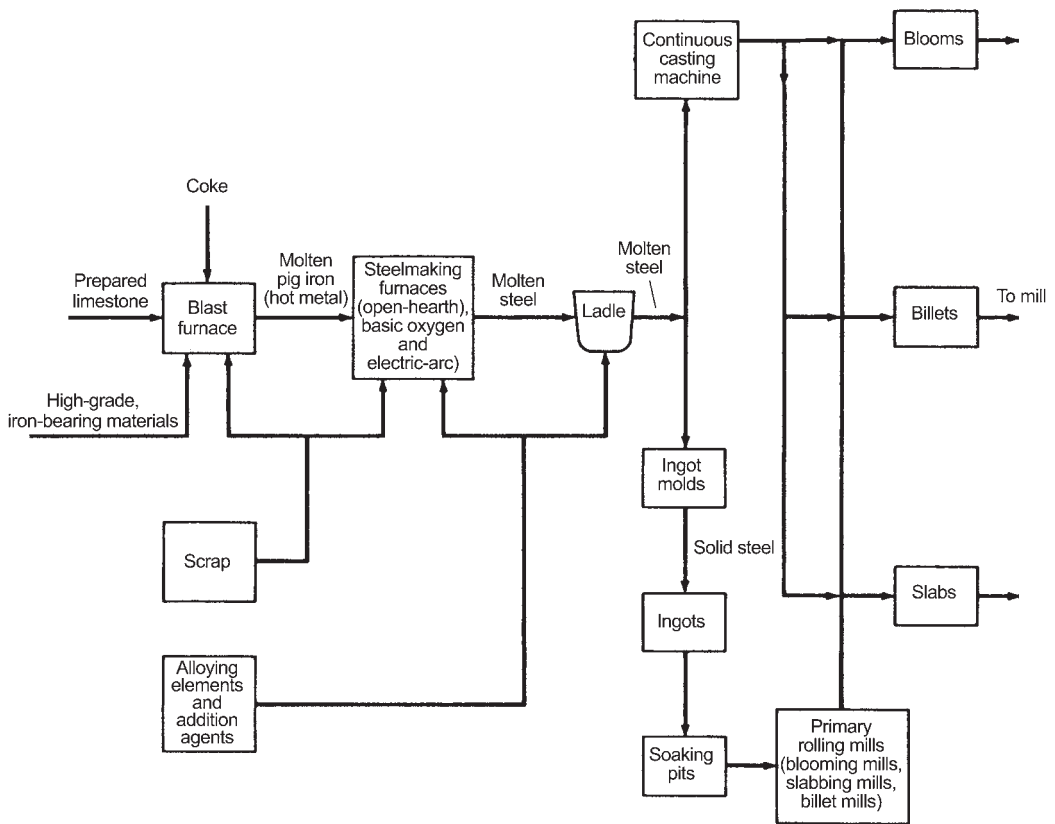 Continuous
casting
machine
Blooms
Coke
Prepared
limestone
Blast
furnace
Molten
pig iron
(hot metal)
Steelmaking
furnaces
(open-hearth),
basic oxygen
and
electric-arc)
Molten
steel
Ladle
Molten
steel
Billets
To mill
High-grade,
iron-bearing materials
Ingot
molds
Scrap
Solid steel
Ingots
Slabs
Alloying
elements
and
addition
agents
Soaking
pits
Primary
rolling mills
(blooming mills,
slabbing mills,
billet mills)